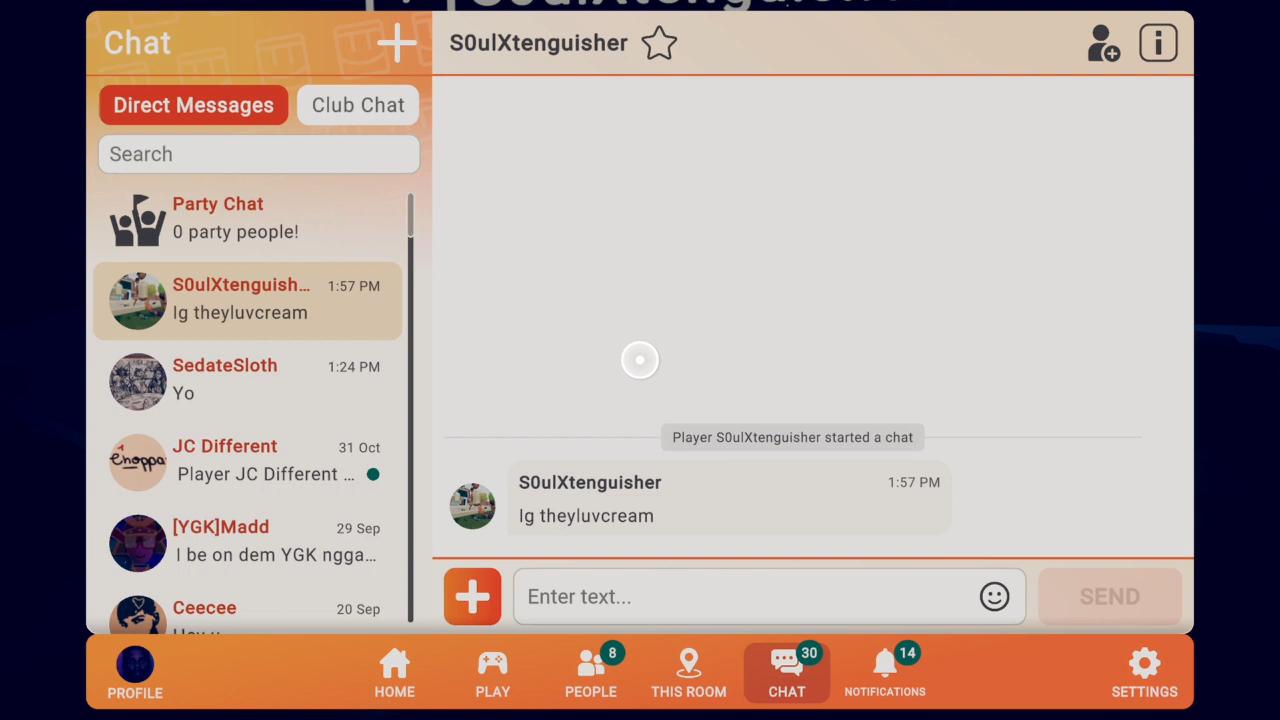 Chat
S0ulXtenguisher
Direct Messages
Club Chat
Search
Party Chat
0 party people!
S0ulXtenguish...
1:57 PM
Ig theyluvcream
SedateSloth
1:24 PM
Yo
JC Different
31 Oct
Player JC Different ...
[YGK]Madd
29 Sep
I be on dem YGK ngga...
Ceecee
20 Sep
Player S0ulXtenguisher started a chat
S0ulXtenguisher
1:57 PM
Ig theyluvcream
Enter text...
SEND
PROFILE
HOME
PLAY
8
PEOPLE
THIS ROOM
30
CHAT
14
NOTIFICATIONS
SETTINGS